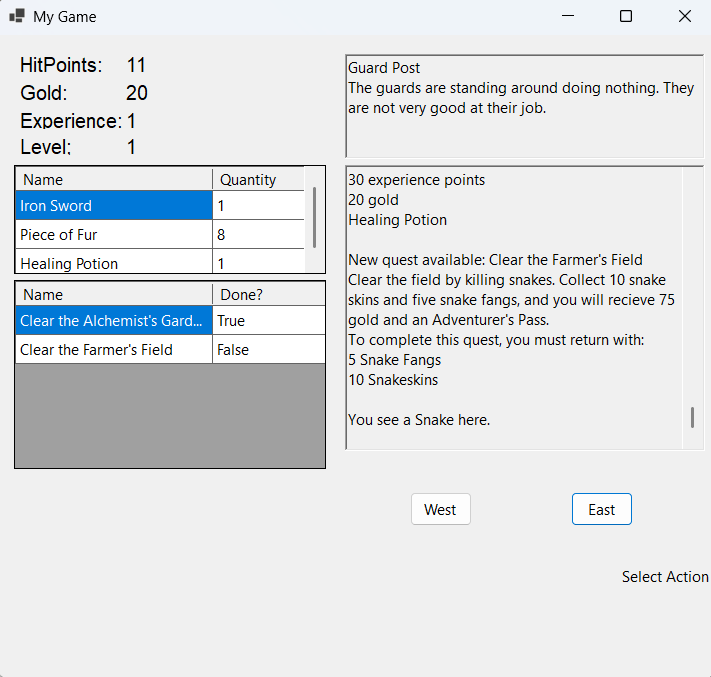 My Game
HitPoints: 11
Gold: 20
Experience: 1
Level: 1
Name Quantity
Iron Sword 1
Piece of Fur 8
Healing Potion 1
Name Done?
Clear the Alchemist's Gard... True
Clear the Farmer's Field False
Guard Post
The guards are standing around doing nothing. They
are not very good at their job.
30 experience points
20 gold
Healing Potion
New quest available: Clear the Farmer's Field
Clear the field by killing snakes. Collect 10 snake
skins and five snake fangs, and you will recieve 75
gold and an Adventurer's Pass.
To complete this quest, you must return with:
5 Snake Fangs
10 Snakeskins
You see a Snake here.
West East
Select Action